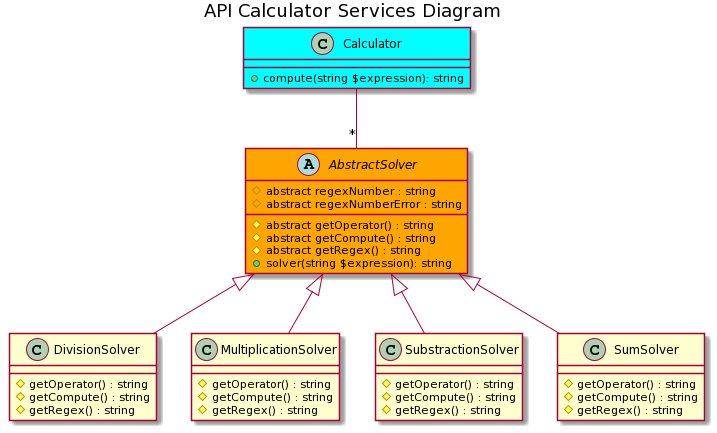 API Calculator Services Diagram
C Calculator
compute(string $expression): string
*
A AbstractSolver
abstract regexNumber : string
abstract regexNumberError : string
abstract getOperator() : string
abstract getCompute() : string
abstract getRegex() : string
solver(string $expression): string
C DivisionSolver
getOperator() : string
getCompute() : string
getRegex() : string
C MultiplicationSolver
getOperator() : string
getCompute() : string
getRegex() : string
C SubstractionSolver
getOperator() : string
getCompute() : string
getRegex() : string
C SumSolver
getOperator() : string
getCompute() : string
getRegex() : string